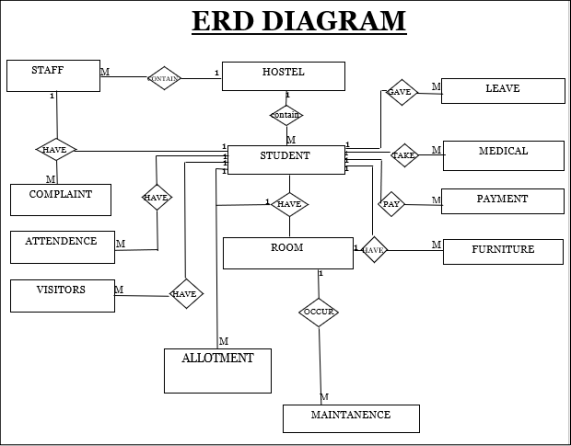 ERD DIAGRAM
STAFF
M
CONTAIN
1
HOSTEL
1
1
contain
M
GAVE
M
LEAVE
HAVE
M
COMPLAINT
1
1
1
1
STUDENT
1
1
1
1
TAKE
M
MEDICAL
HAVE
ATTENDENCE
M
1
HAVE
PAY
M
PAYMENT
ROOM
1
HAVE
M
FURNITURE
VISITORS
M
HAVE
1
OCCUR
M
ALLOTMENT
M
MAINTANENCE